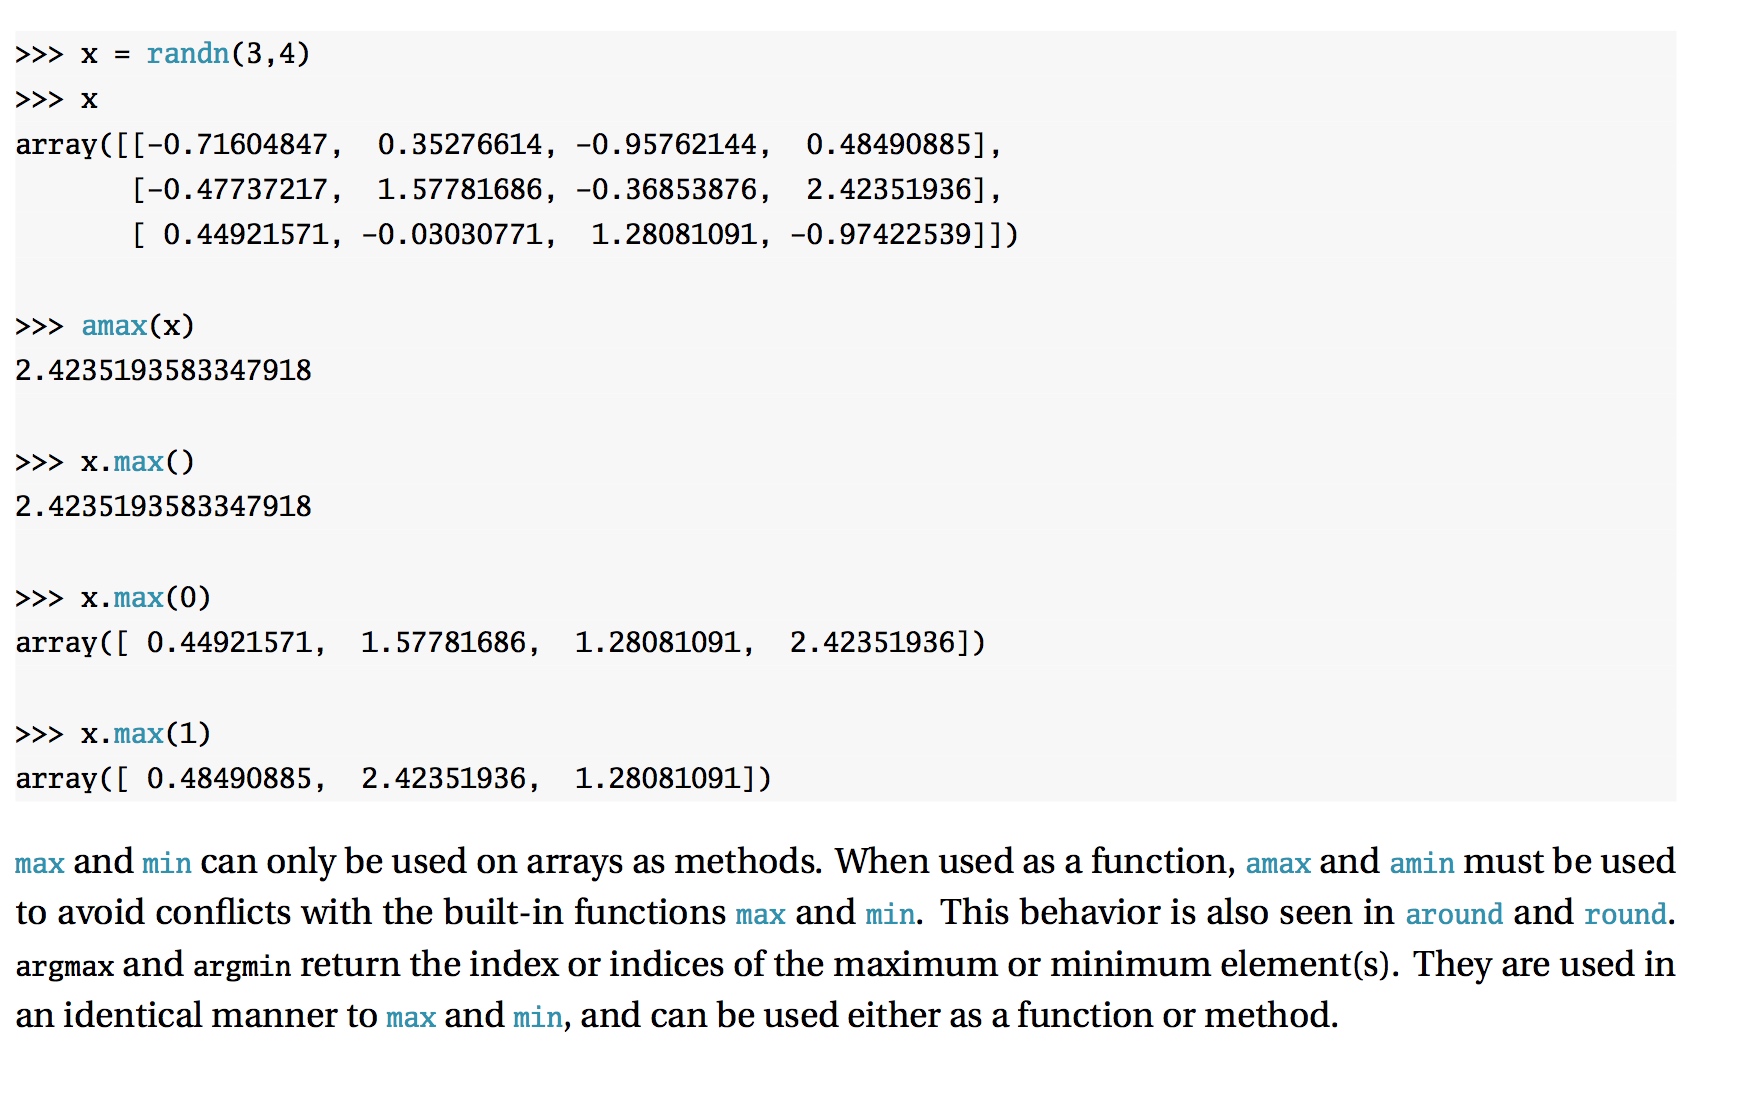 >>> x = randn(3,4)
>>> x
array([[-0.71604847,  0.35276614, -0.95762144,  0.48490885],
       [-0.47737217,  1.57781686, -0.36853876,  2.42351936],
       [ 0.44921571, -0.03030771,  1.28081091, -0.97422539]])
>>> amax(x)
2.4235193583347918
>>> x.max()
2.4235193583347918
>>> x.max(0)
array([ 0.44921571,  1.57781686,  1.28081091,  2.42351936])
>>> x.max(1)
array([ 0.48490885,  2.42351936,  1.28081091])
max and min can only be used on arrays as methods. When used as a function, amax and amin must be used
to avoid conflicts with the built-in functions max and min. This behavior is also seen in around and round.
argmax and argmin return the index or indices of the maximum or minimum element(s). They are used in
an identical manner to max and min, and can be used either as a function or method.